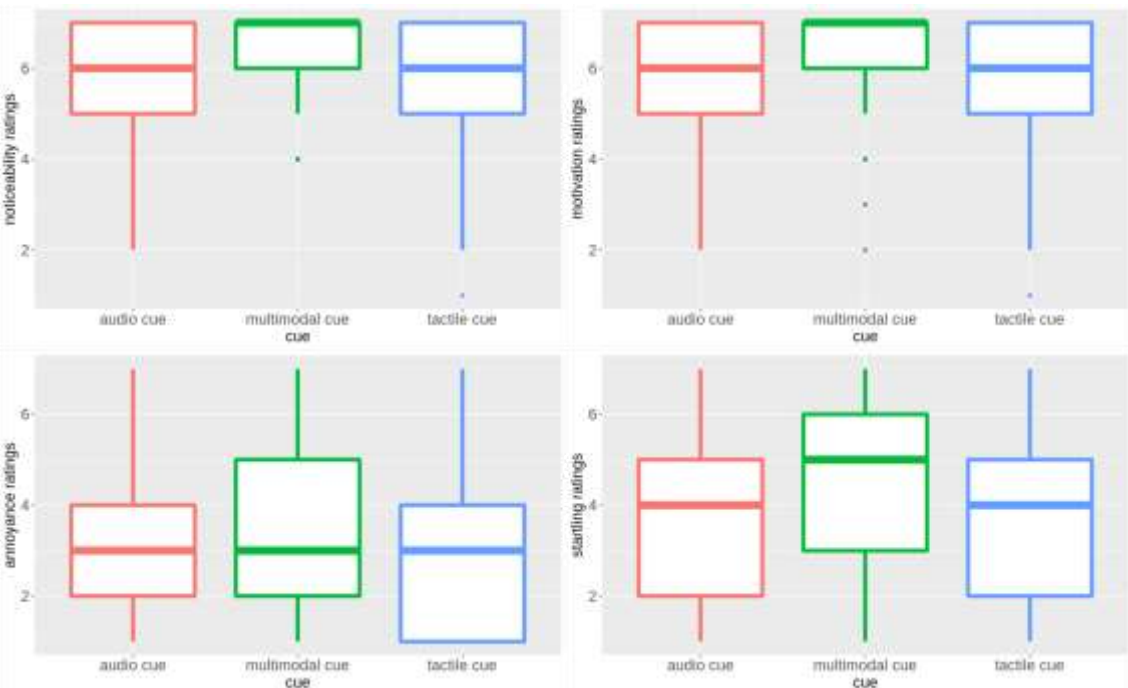 noticeability ratings
6
4
2
audio cue multimodal cue tactile cue
cue
motivation ratings
6
4
2
audio cue multimodal cue tactile cue
cue
annoyance ratings
6
4
2
audio cue multimodal cue tactile cue
cue
startling ratings
6
4
2
audio cue multimodal cue tactile cue
cue